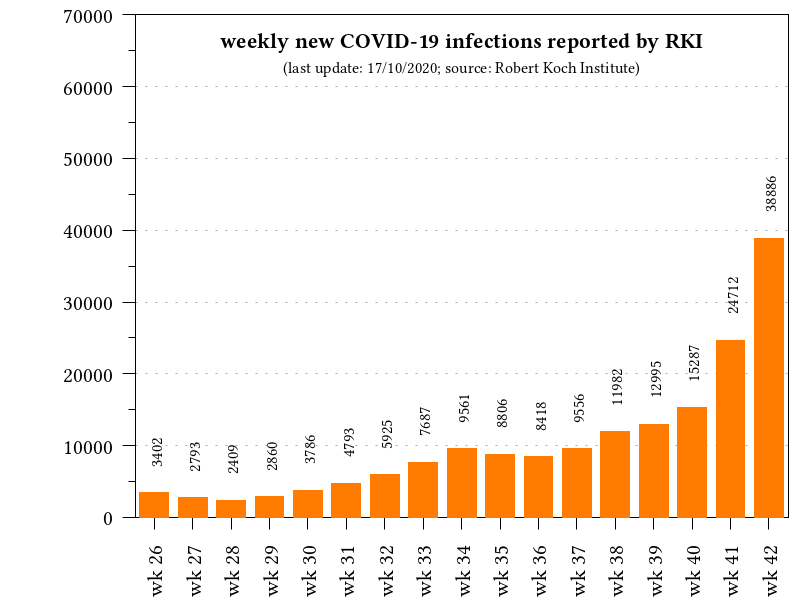 weekly new COVID-19 infections reported by RKI
(last update: 17/10/2020; source: Robert Koch Institute)
70000
60000
50000
40000
30000
20000
10000
0
3402
2793
2409
2860
3786
4793
5925
7687
9561
8806
8418
9556
11982
12995
15287
24712
38886
wk 26
wk 27
wk 28
wk 29
wk 30
wk 31
wk 32
wk 33
wk 34
wk 35
wk 36
wk 37
wk 38
wk 39
wk 40
wk 41
wk 42